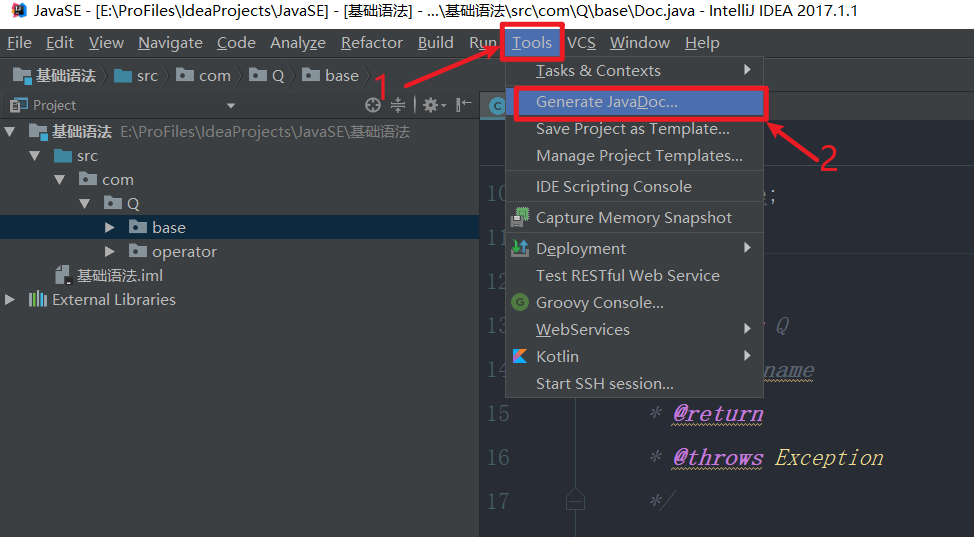 JavaSE - [E:\ProFiles\IdeaProjects\JavaSE] - [基础语法] - ...\基础语法\src\com\Q\base\Doc.java - IntelliJ IDEA 2017.1.1
File Edit View Navigate Code Analyze Refactor Build Run Tools VCS Window Help
基础语法 src com Q base
1
Project
基础语法 E:\ProFiles\IdeaProjects\JavaSE\基础语法
src
com
Q
base
operator
基础语法.iml
External Libraries
Tasks & Contexts
Generate JavaDoc...
Save Project as Template...
Manage Project Templates...
IDE Scripting Console
Capture Memory Snapshot
Deployment
Test RESTful Web Service
Groovy Console...
WebServices
Kotlin
Start SSH session...
2
C
10 ;
11
12
13 Q
14 name
15 * @return
16 * @throws Exception
17 */